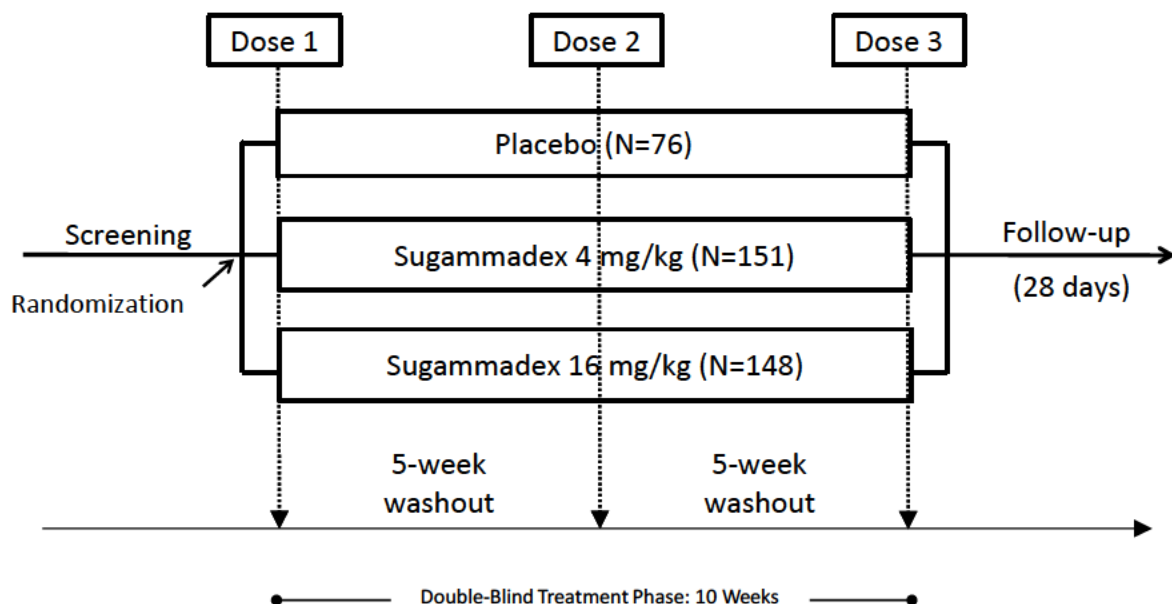 Dose 1
Dose 2
Dose 3
Placebo (N=76)
Screening
Sugammadex 4 mg/kg (N=151)
Follow-up
(28 days)
Randomization
Sugammadex 16 mg/kg (N=148)
5-week
washout
5-week
washout
Double-Blind Treatment Phase: 10 Weeks